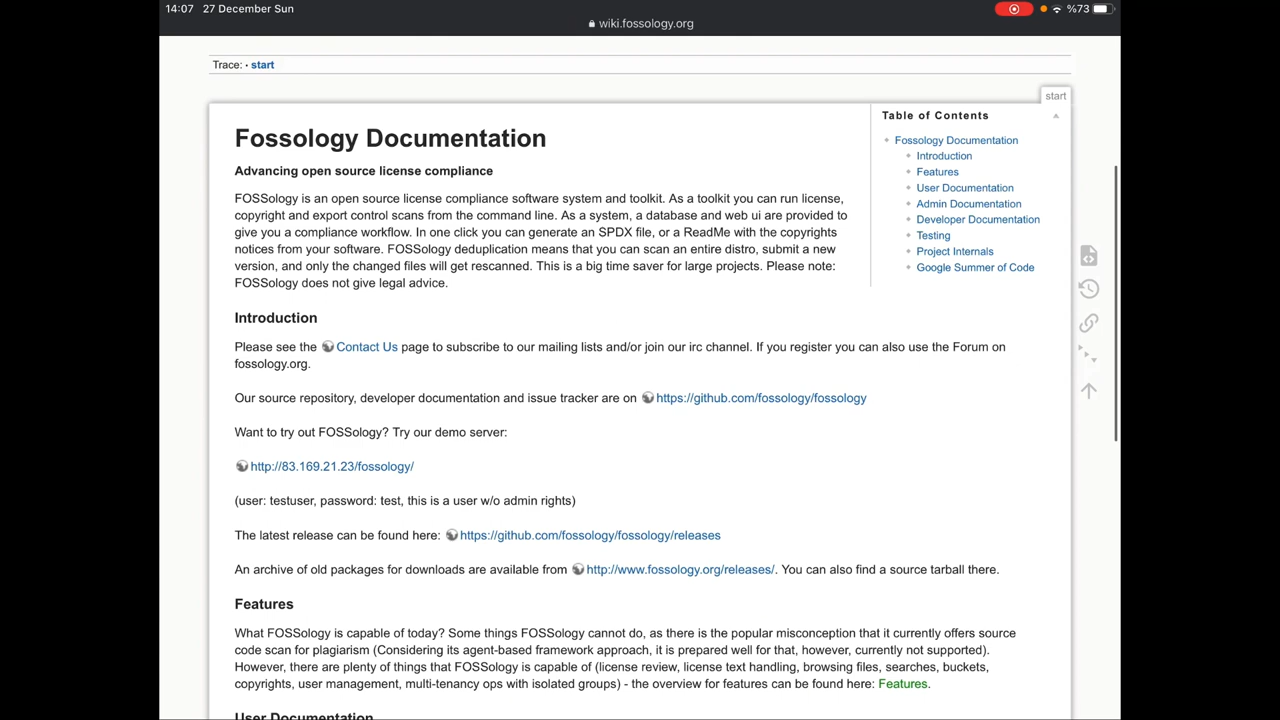 14:07 27 December Sun
%73
wiki.fossology.org
Trace: • start
start
Fossology Documentation
Advancing open source license compliance
FOSSology is an open source license compliance software system and toolkit. As a toolkit you can run license,
copyright and export control scans from the command line. As a system, a database and web ui are provided to
give you a compliance workflow. In one click you can generate an SPDX file, or a ReadMe with the copyrights
notices from your software. FOSSology deduplication means that you can scan an entire distro, submit a new
version, and only the changed files will get rescanned. This is a big time saver for large projects. Please note:
FOSSology does not give legal advice.
Table of Contents
Fossology Documentation
Introduction
Features
User Documentation
Admin Documentation
Developer Documentation
Testing
Project Internals
Google Summer of Code
Introduction
Please see the Contact Us page to subscribe to our mailing lists and/or join our irc channel. If you register you can also use the Forum on
fossology.org.
Our source repository, developer documentation and issue tracker are on https://github.com/fossology/fossology
Want to try out FOSSology? Try our demo server:
http://83.169.21.23/fossology/
(user: testuser, password: test, this is a user w/o admin rights)
The latest release can be found here: https://github.com/fossology/fossology/releases
An archive of old packages for downloads are available from http://www.fossology.org/releases/. You can also find a source tarball there.
Features
What FOSSology is capable of today? Some things FOSSology cannot do, as there is the popular misconception that it currently offers source
code scan for plagiarism (Considering its agent-based framework approach, it is prepared well for that, however, currently not supported).
However, there are plenty of things that FOSSology is capable of (license review, license text handling, browsing files, searches, buckets,
copyrights, user management, multi-tenancy ops with isolated groups) - the overview for features can be found here: Features.
User Documentation